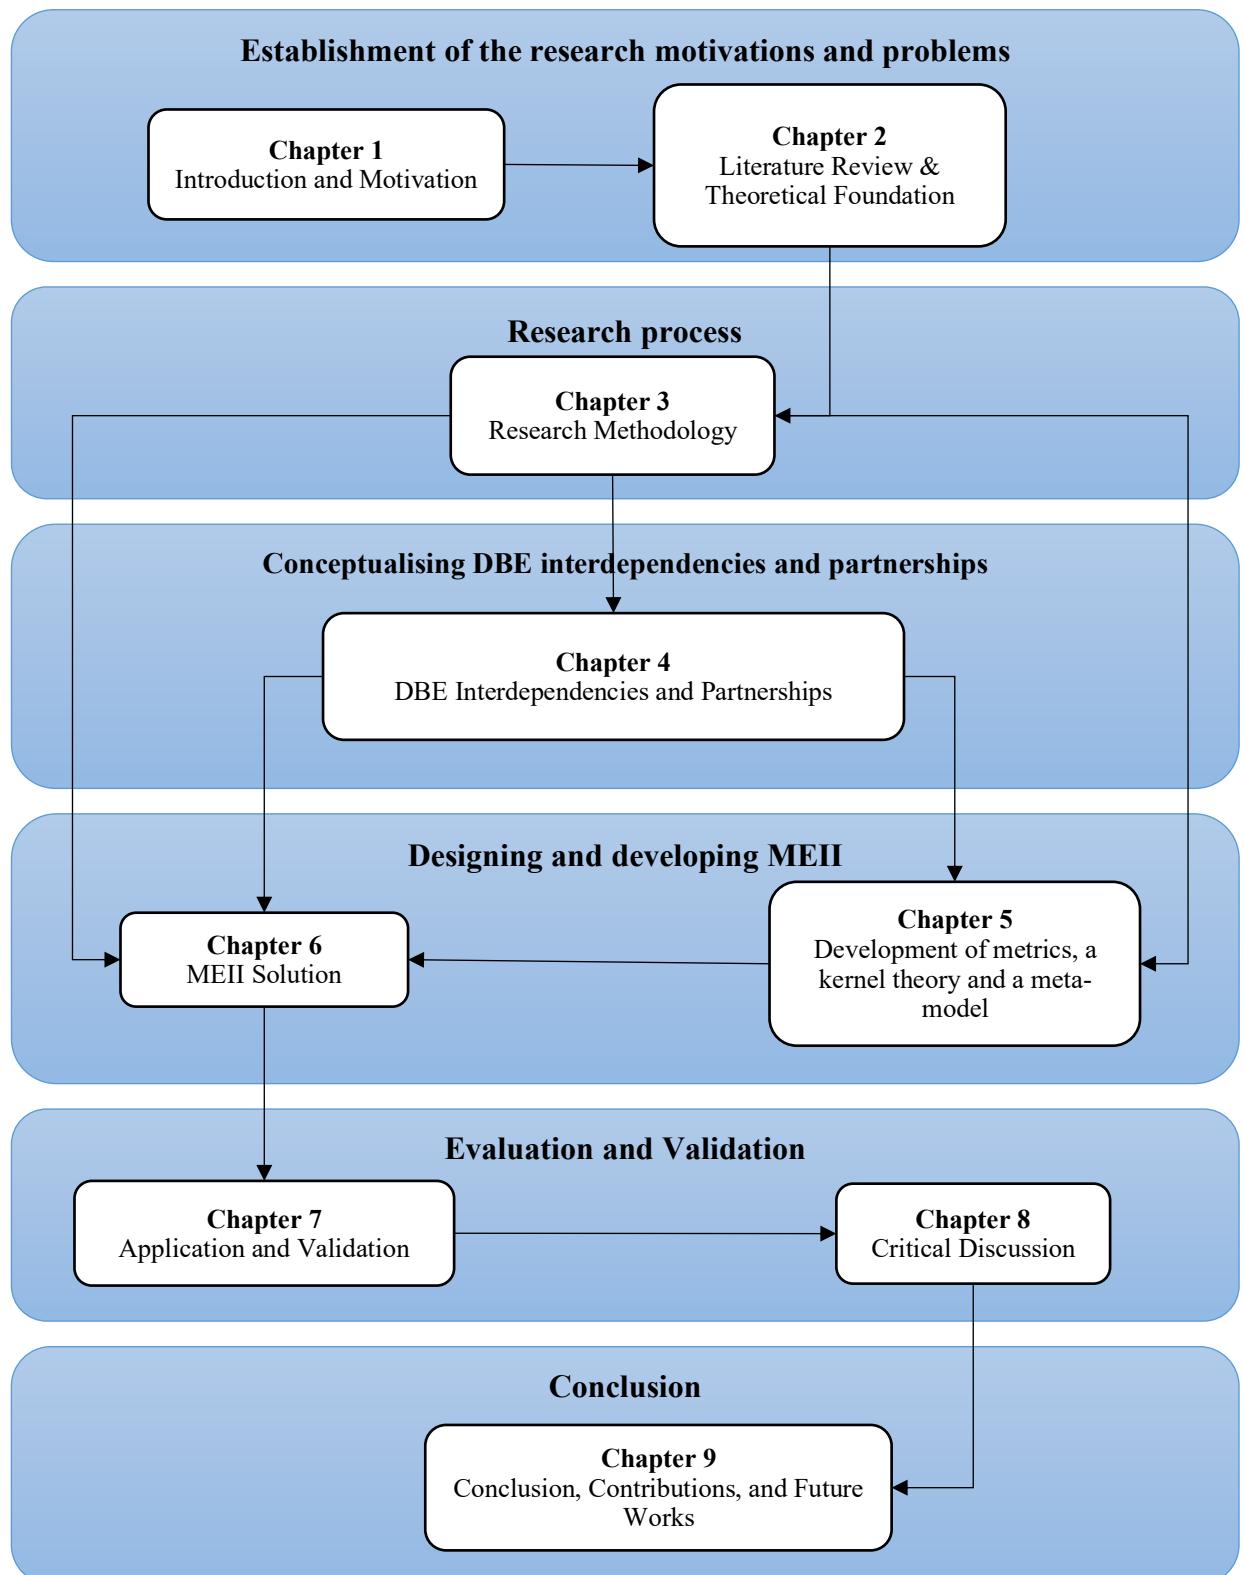 Establishment of the research motivations and problems
Chapter 1
Introduction and Motivation
Chapter 2
Literature Review &
Theoretical Foundation
Research process
Chapter 3
Research Methodology
Conceptualising DBE interdependencies and partnerships
Chapter 4
DBE Interdependencies and Partnerships
Designing and developing MEII
Chapter 6
MEII Solution
Chapter 5
Development of metrics, a
kernel theory and a meta-
model
Evaluation and Validation
Chapter 7
Application and Validation
Chapter 8
Critical Discussion
Conclusion
Chapter 9
Conclusion, Contributions, and Future
Works